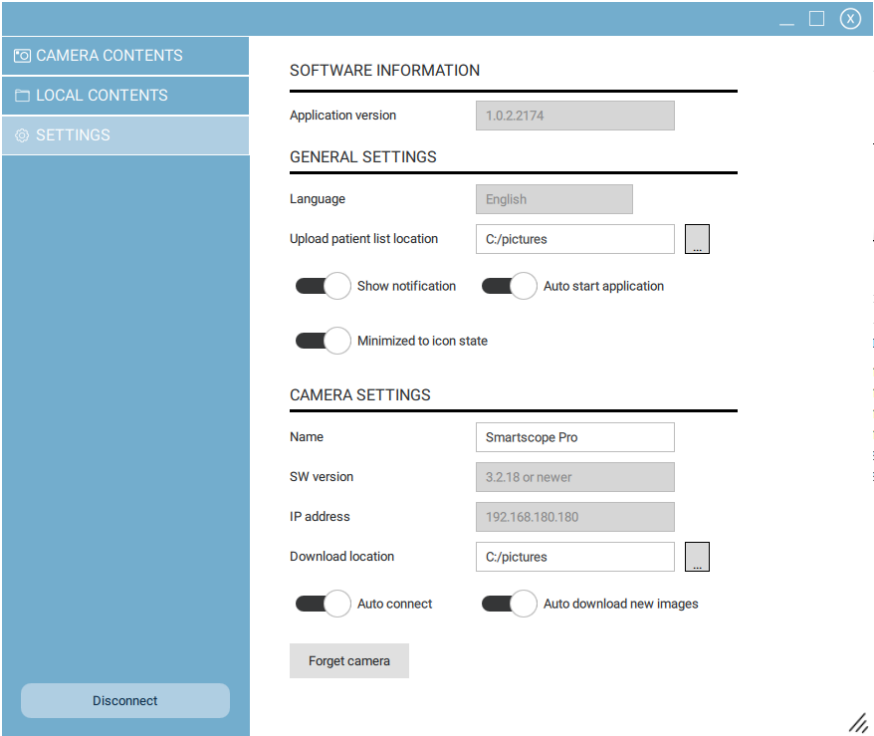 CAMERA CONTENTS
LOCAL CONTENTS
SETTINGS
Disconnect
SOFTWARE INFORMATION
Application version 1.0.2.2174
GENERAL SETTINGS
Language English
Upload patient list location C:/pictures ...
Show notification Auto start application
Minimized to icon state
CAMERA SETTINGS
Name Smartscope Pro
SW version 3.2.18 or newer
IP address 192.168.180.180
Download location C:/pictures ...
Auto connect Auto download new images
Forget camera